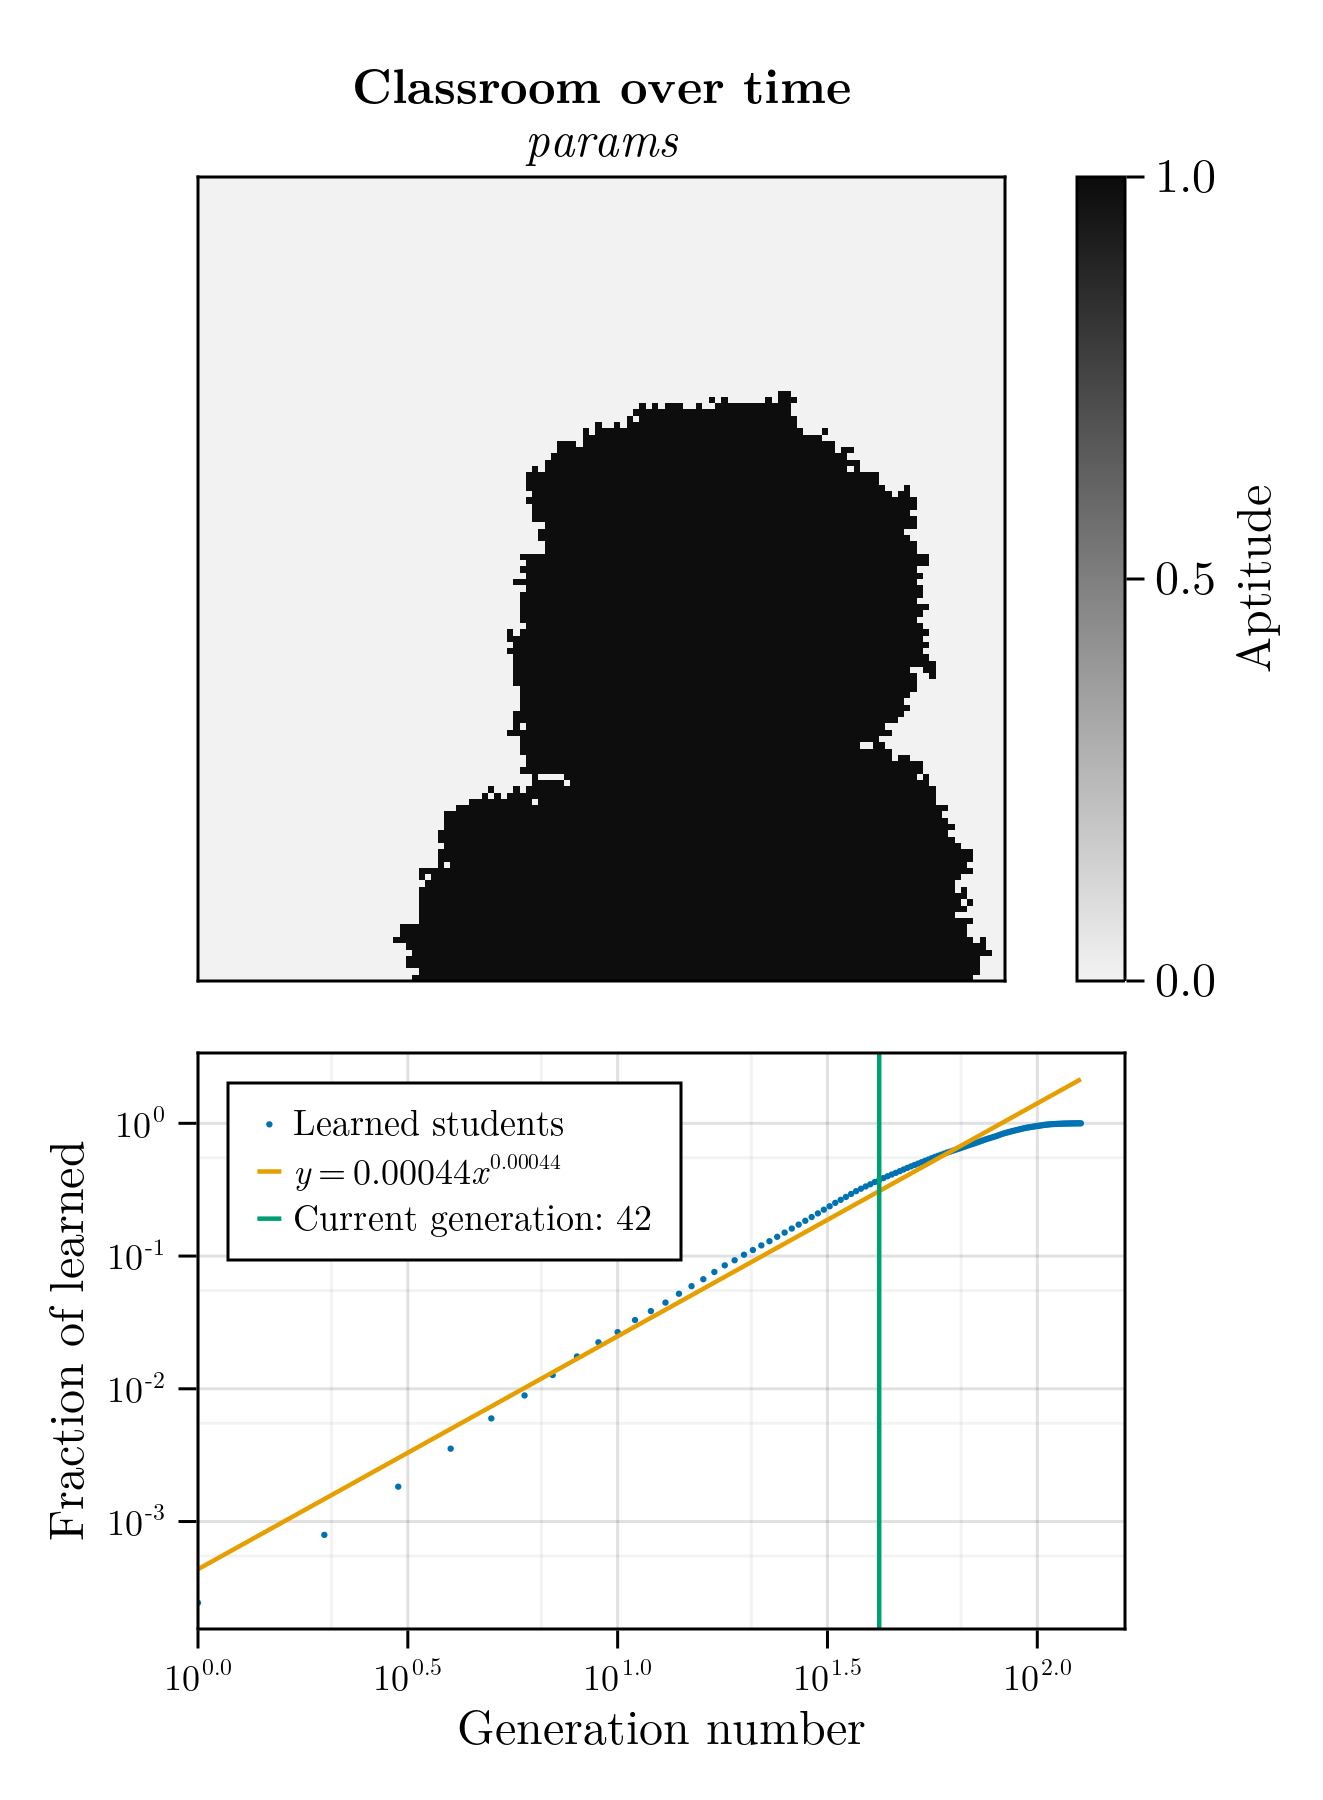 Classroom over time
params
1.0
0.5
0.0
Aptitude
Learned students
y = 0.00044x^0.00044
Current generation: 42
10^0
10^-1
10^-2
10^-3
Fraction of learned
10^0.0 10^0.5 10^1.0 10^1.5 10^2.0
Generation number